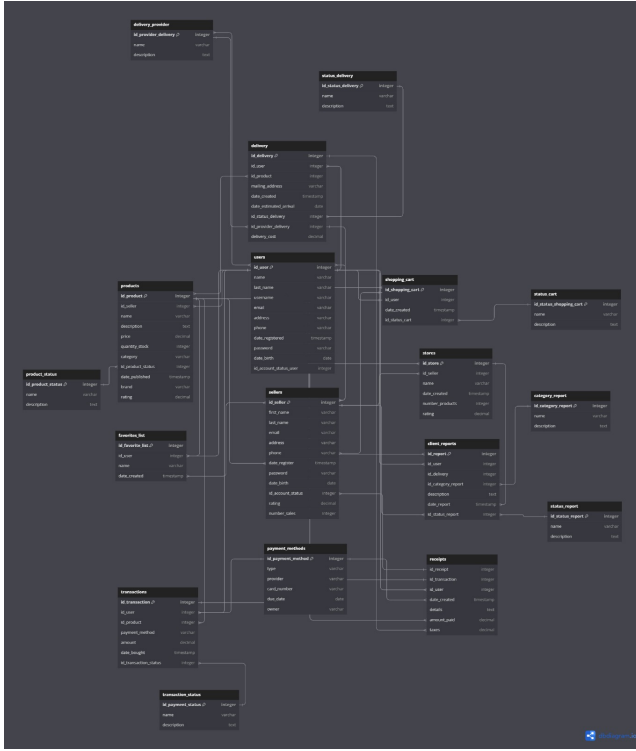 delivery_provider
id_provider_delivery integer
name varchar
description text
status_delivery
id_status_delivery integer
name varchar
description text
delivery
id_delivery integer
id_user integer
id_product integer
mailing_address varchar
date_created timestamp
date_estimated_arrival date
id_status_delivery integer
id_provider_delivery integer
delivery_cost decimal
users
id_user integer
name varchar
last_name varchar
username varchar
email varchar
address varchar
phone varchar
date_registered timestamp
password varchar
date_birth date
id_account_status_user integer
shopping_cart
id_shopping_cart integer
id_user integer
date_created timestamp
id_status_cart integer
status_cart
id_status_shopping_cart integer
name varchar
description text
products
id_product integer
id_seller integer
name varchar
description text
price decimal
quantity_stock integer
category varchar
id_product_status integer
date_published timestamp
brand varchar
rating decimal
product_status
id_product_status integer
name varchar
description text
stores
id_store integer
id_seller integer
name varchar
date_created timestamp
number_products integer
rating decimal
category_report
id_category_report integer
name varchar
description text
sellers
id_seller integer
first_name varchar
last_name varchar
email varchar
address varchar
phone varchar
date_register timestamp
password varchar
date_birth date
id_account_status integer
rating decimal
number_sales integer
favorites_list
id_favorite_list integer
id_user integer
name varchar
date_created timestamp
client_reports
id_report integer
id_user integer
id_delivery integer
id_category_report integer
description text
date_report timestamp
id_status_report integer
status_report
id_status_report integer
name varchar
description text
payment_methods
id_payment_method integer
type varchar
provider varchar
card_number varchar
due_date date
owner varchar
receipts
id_receipt integer
id_transaction integer
id_user integer
date_created timestamp
details text
amount_paid decimal
taxes decimal
transactions
id_transaction integer
id_user integer
id_product integer
payment_method varchar
amount decimal
date_bought timestamp
id_transaction_status integer
transaction_status
id_payment_status integer
name varchar
description text